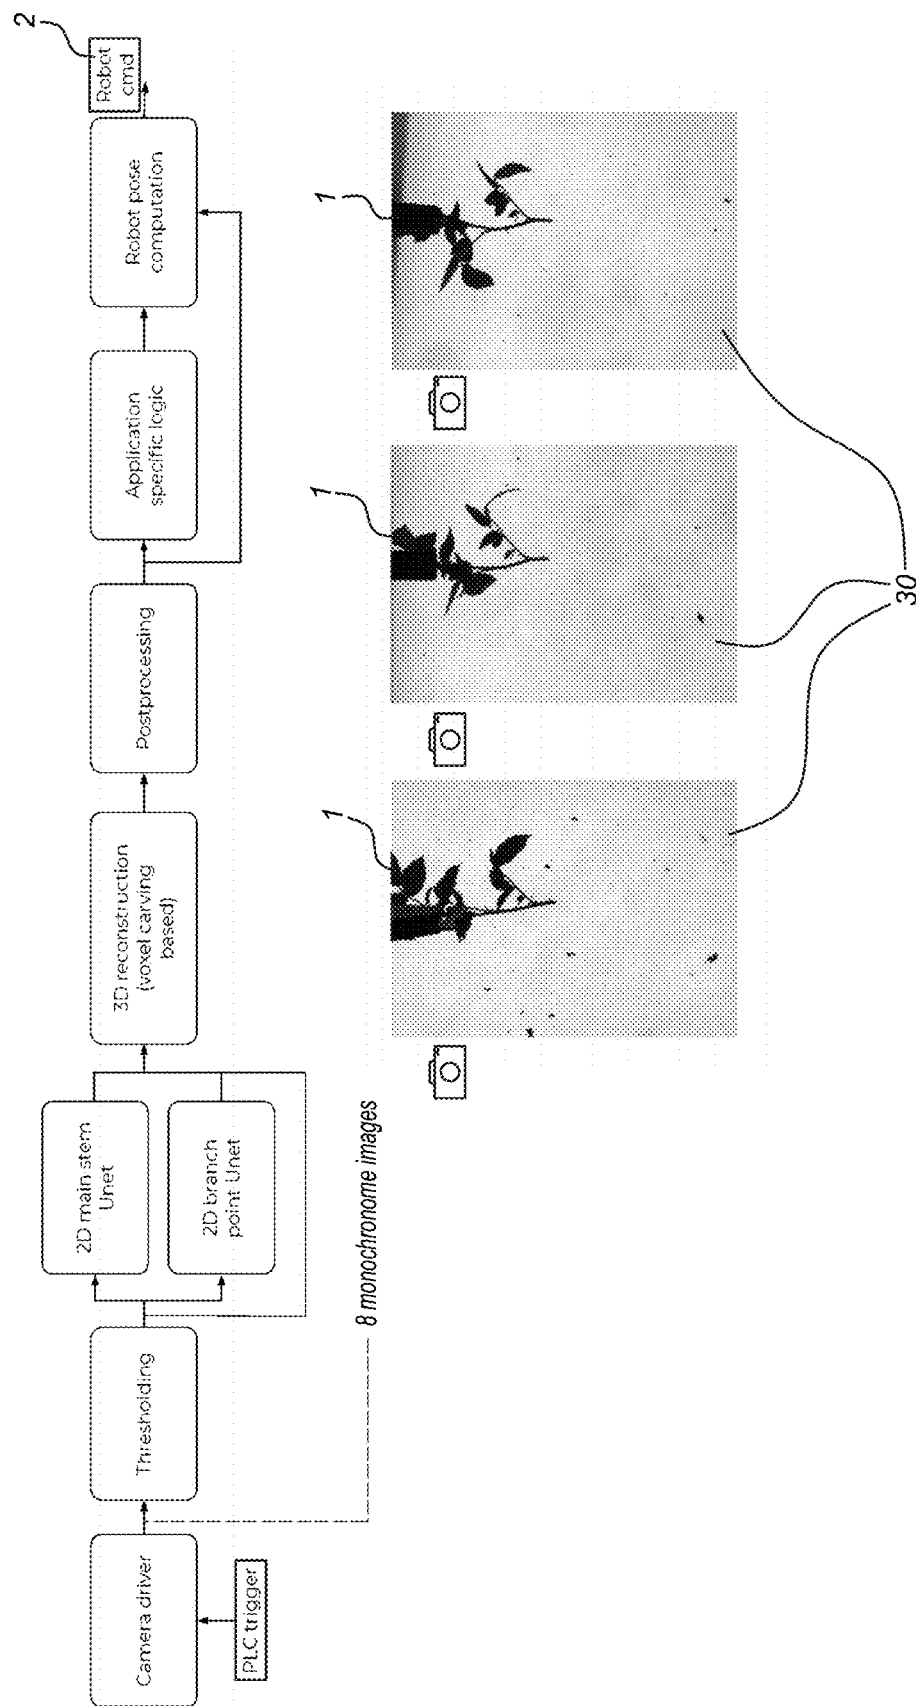 Camera driver
PLC trigger
Thresholding
8 monochronome images
2D main stem
Unet
2D branch
point Unet
3D reconstruction
(voxel carving
based)
Postprocessing
Application
specific logic
Robot pose
computation
Robot
cmd
2
1
1
1
30